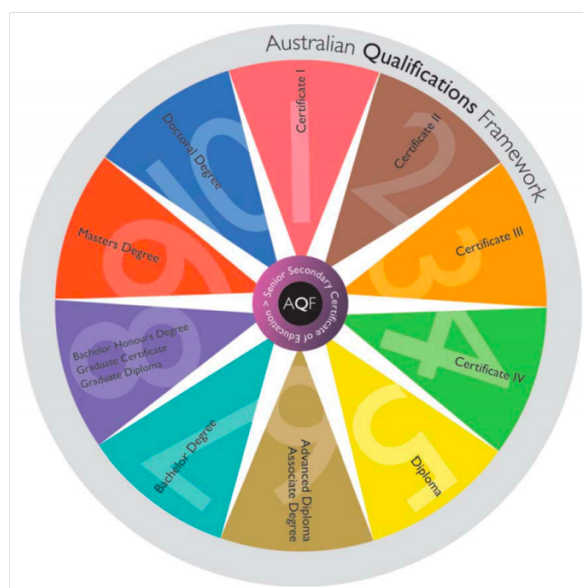 Australian Qualifications Framework
1
Certificate I
2
Certificate II
3
Certificate III
4
Certificate IV
5
Diploma
6
Advanced Diploma
Associate Degree
7
Bachelor Degree
8
Bachelor Honours Degree
Graduate Certificate
Graduate Diploma
9
Masters Degree
10
Doctoral Degree
Senior Secondary Certificate of Education >
AQF